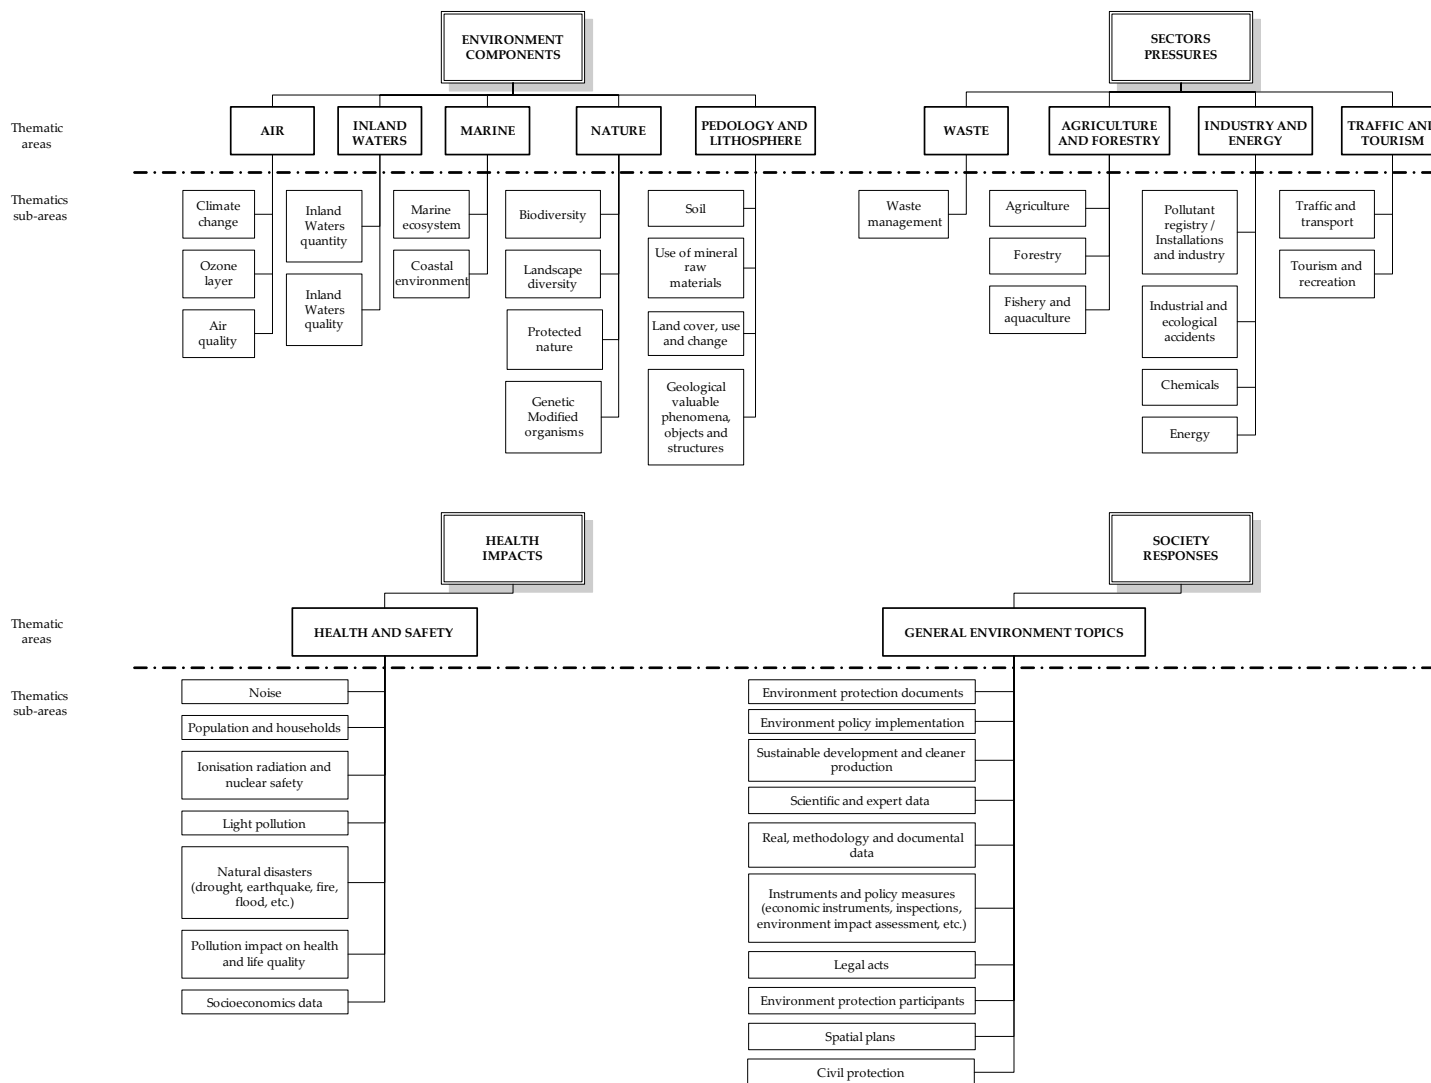 ENVIRONMENT
COMPONENTS
SECTORS
PRESSURES
Thematic
areas
AIR
INLAND
WATERS
MARINE
NATURE
PEDOLOGY AND
LITHOSPHERE
WASTE
AGRICULTURE
AND FORESTRY
INDUSTRY AND
ENERGY
TRAFFIC AND
TOURISM
Thematics
sub-areas
Climate
change
Ozone
layer
Air
quality
Inland
Waters
quantity
Inland
Waters
quality
Marine
ecosystem
Coastal
environment
Biodiversity
Landscape
diversity
Protected
nature
Genetic
Modified
organisms
Soil
Use of mineral
raw
materials
Land cover, use
and change
Geological
valuable
phenomena,
objects and
structures
Waste
management
Agriculture
Forestry
Fishery and
aquaculture
Pollutant
registry /
Installations
and industry
Industrial and
ecological
accidents
Chemicals
Energy
Traffic and
transport
Tourism and
recreation
HEALTH
IMPACTS
SOCIETY
RESPONSES
Thematic
areas
HEALTH AND SAFETY
GENERAL ENVIRONMENT TOPICS
Thematics
sub-areas
Noise
Population and households
Ionisation radiation and
nuclear safety
Light pollution
Natural disasters
(drought, earthquake, fire,
flood, etc.)
Pollution impact on health
and life quality
Socioeconomics data
Environment protection documents
Environment policy implementation
Sustainable development and cleaner
production
Scientific and expert data
Real, methodology and documental
data
Instruments and policy measures
(economic instruments, inspections,
environment impact assessment, etc.)
Legal acts
Environment protection participants
Spatial plans
Civil protection